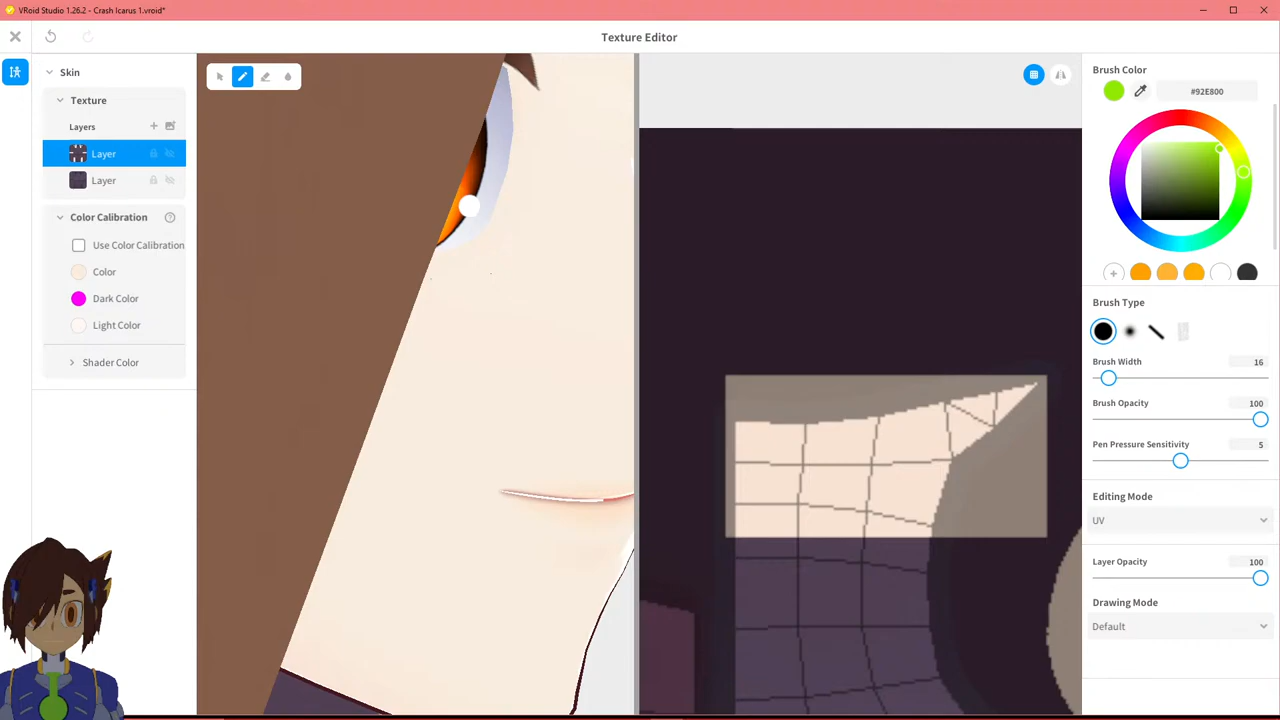 VRoid Studio 1.26.2 - Crash Icarus 1.vroid*
Texture Editor
Skin
Texture
Layers
Layer
Layer
Color Calibration
Use Color Calibration
Color
Dark Color
Light Color
Shader Color
Brush Color
#92E800
Brush Type
Brush Width 16
Brush Opacity 100
Pen Pressure Sensitivity 5
Editing Mode
UV
Layer Opacity 100
Drawing Mode
Default